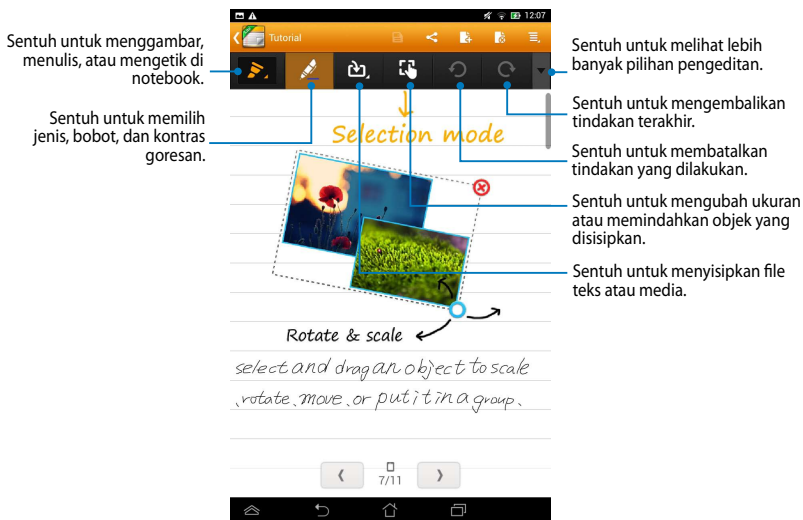 12:07
Tutorial
Sentuh untuk menggambar,
menulis, atau mengetik di
notebook.
Sentuh untuk memilih
jenis, bobot, dan kontras
goresan.
Sentuh untuk melihat lebih
banyak pilihan pengeditan.
Sentuh untuk mengembalikan
tindakan terakhir.
Sentuh untuk membatalkan
tindakan yang dilakukan.
Sentuh untuk mengubah ukuran
atau memindahkan objek yang
disisipkan.
Sentuh untuk menyisipkan file
teks atau media.
Selection mode
Rotate & scale
select and drag an object to scale
、rotate、move、or put it in a group、
7/11